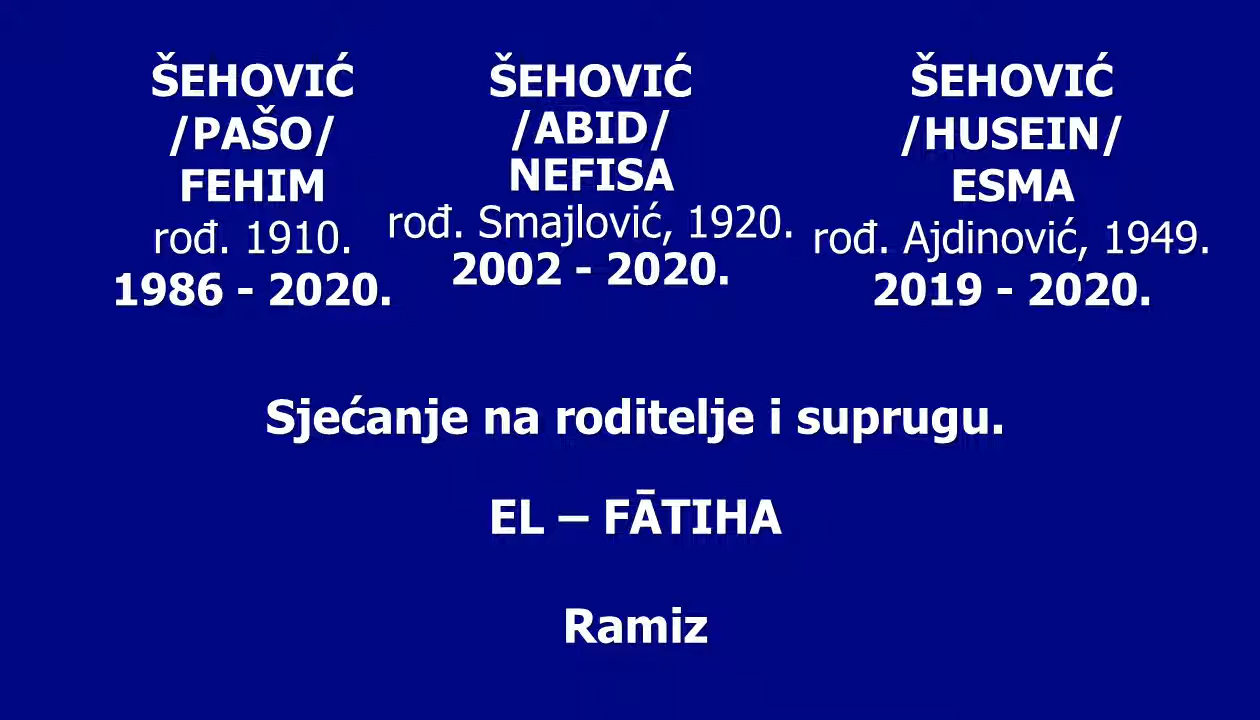 ŠEHOVIĆ
/PAŠO/
FEHIM
rođ. 1910.
1986 - 2020.
ŠEHOVIĆ
/ABID/
NEFISA
rođ. Smajlović, 1920.
2002 - 2020.
ŠEHOVIĆ
/HUSEIN/
ESMA
rođ. Ajdinović, 1949.
2019 - 2020.
Sjećanje na roditelje i suprugu.
EL – FĀTIHA
Ramiz